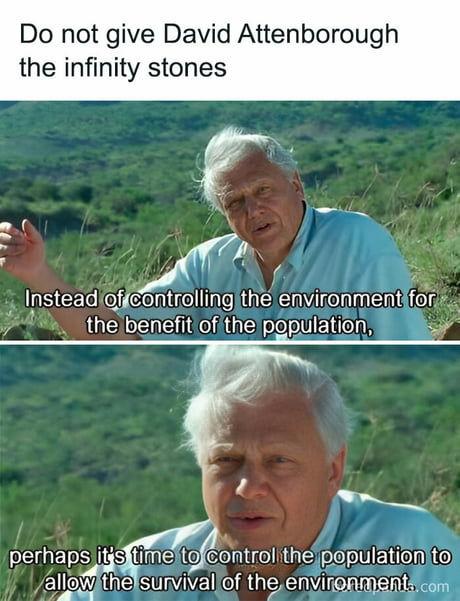 Do not give David Attenborough
the infinity stones
Instead of controlling the environment for
the benefit of the population,
perhaps it's time to control the population to
allow the survival of the environment.
.com